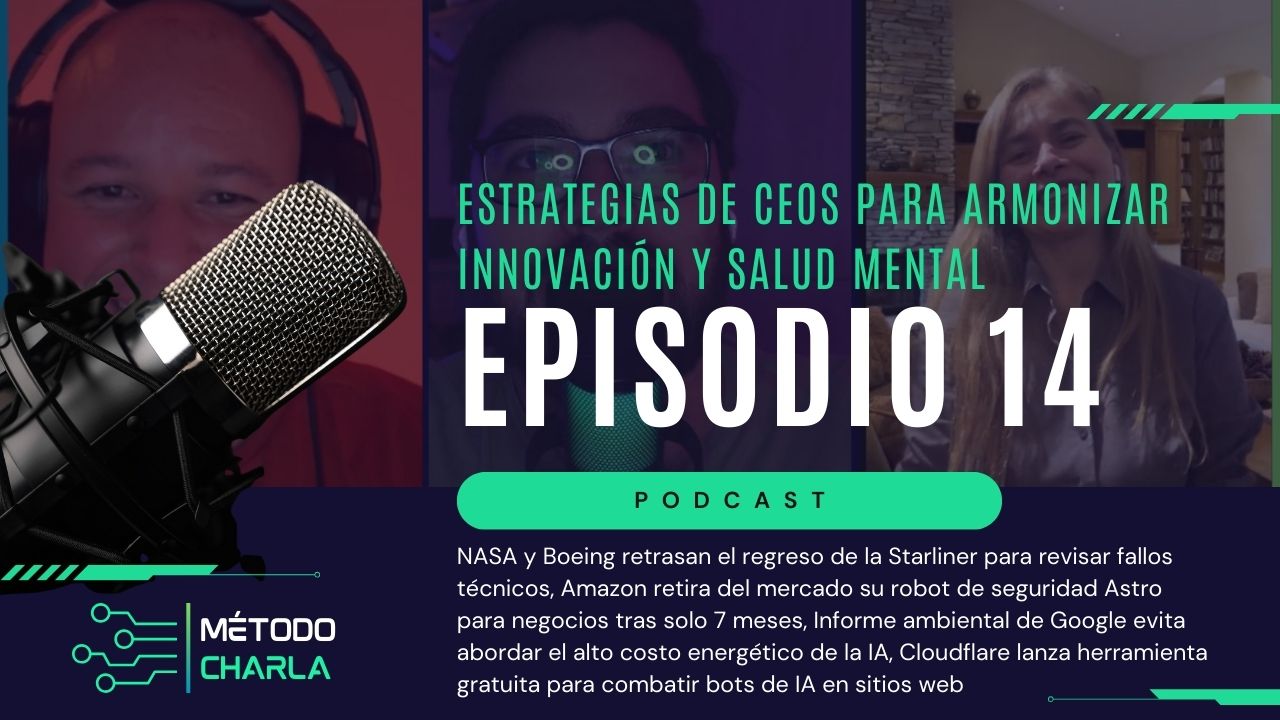 ESTRATEGIAS DE CEOS PARA ARMONIZAR
INNOVACIÓN Y SALUD MENTAL
EPISODIO 14
PODCAST
NASA y Boeing retrasan el regreso de la Starliner para revisar fallos
técnicos, Amazon retira del mercado su robot de seguridad Astro
para negocios tras solo 7 meses, Informe ambiental de Google evita
abordar el alto costo energético de la IA, Cloudflare lanza herramienta
gratuita para combatir bots de IA en sitios web
MÉTODO
CHARLA